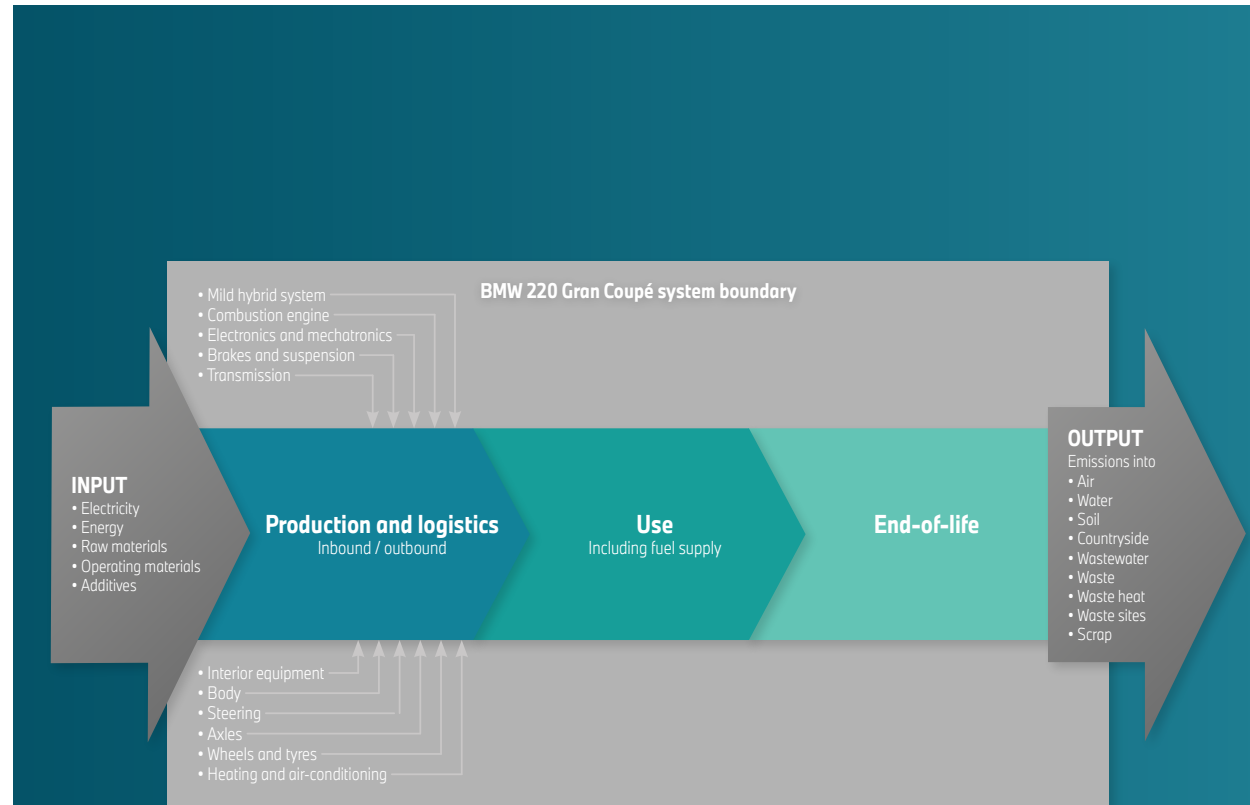 BMW 220 Gran Coupé system boundary
• Mild hybrid system
• Combustion engine
• Electronics and mechatronics
• Brakes and suspension
• Transmission
INPUT
• Electricity
• Energy
• Raw materials
• Operating materials
• Additives
Production and logistics
Inbound / outbound
Use
Including fuel supply
End-of-life
OUTPUT
Emissions into
• Air
• Water
• Soil
• Countryside
• Wastewater
• Waste
• Waste heat
• Waste sites
• Scrap
• Interior equipment
• Body
• Steering
• Axles
• Wheels and tyres
• Heating and air-conditioning